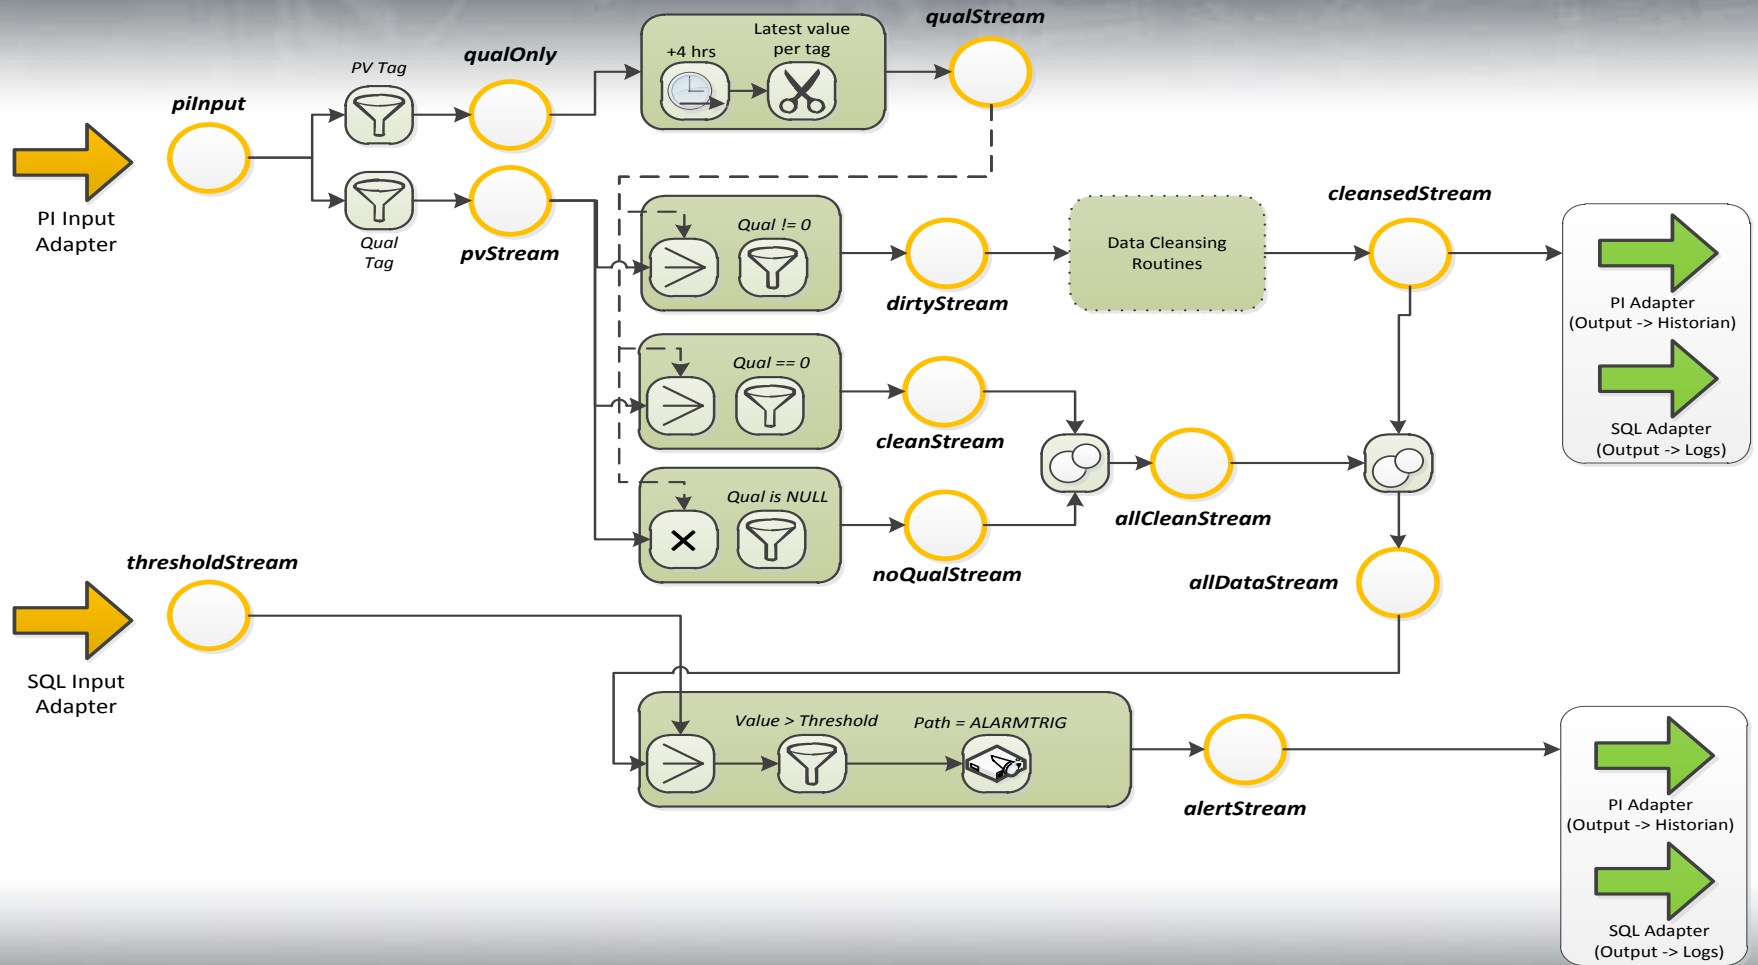 qualStream
Latest value
per tag
+4 hrs
qualOnly
PV Tag
piInput
PI Input
Adapter
Qual
Tag
pvStream
Qual != 0
dirtyStream
Data Cleansing
Routines
cleansedStream
PI Adapter
(Output -> Historian)
SQL Adapter
(Output -> Logs)
Qual == 0
cleanStream
Qual is NULL
noQualStream
allCleanStream
allDataStream
thresholdStream
SQL Input
Adapter
Value > Threshold
Path = ALARMTRIG
alertStream
PI Adapter
(Output -> Historian)
SQL Adapter
(Output -> Logs)